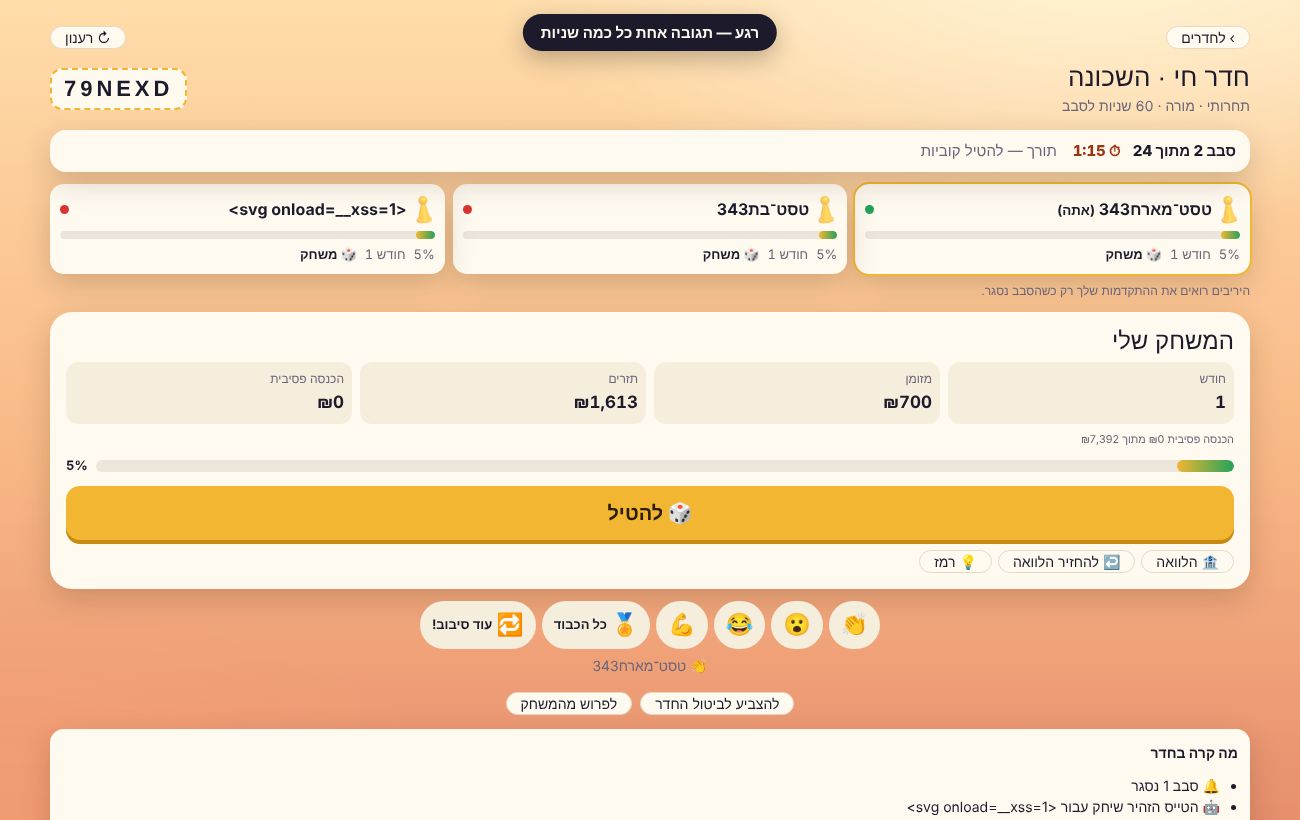 רגע — תגובה אחת כל כמה שניות
‹ לחדרים
↻ רענון
חדר חי · השכונה
79NEXD
תחרותי · מורה · 60 שניות לסבב
סבב 2 מתוך 24 ⏱ 1:15 תורך — להטיל קוביות
טסט־מארח343 (אתה)
5% חודש 1 🎲 משחק
טסט־בת343
5% חודש 1 🎲 משחק
<svg onload=__xss=1>
5% חודש 1 🎲 משחק
היריבים רואים את ההתקדמות שלך רק כשהסבב נסגר.
המשחק שלי
חודש
1
מזומן
₪700
תזרים
₪1,613
הכנסה פסיבית
₪0
הכנסה פסיבית ₪0 מתוך ₪7,392
5%
🎲 להטיל
🏦 הלוואה
↩️ להחזיר הלוואה
💡 רמז
👏 😮 😂 💪 🏅 כל הכבוד 🔁 עוד סיבוב!
👏 טסט־מארח343
להצביע לביטול החדר
לפרוש מהמשחק
מה קרה בחדר
• 🔔 סבב 1 נסגר
• 🤖 הטייס הזהיר שיחק עבור <svg onload=__xss=1>